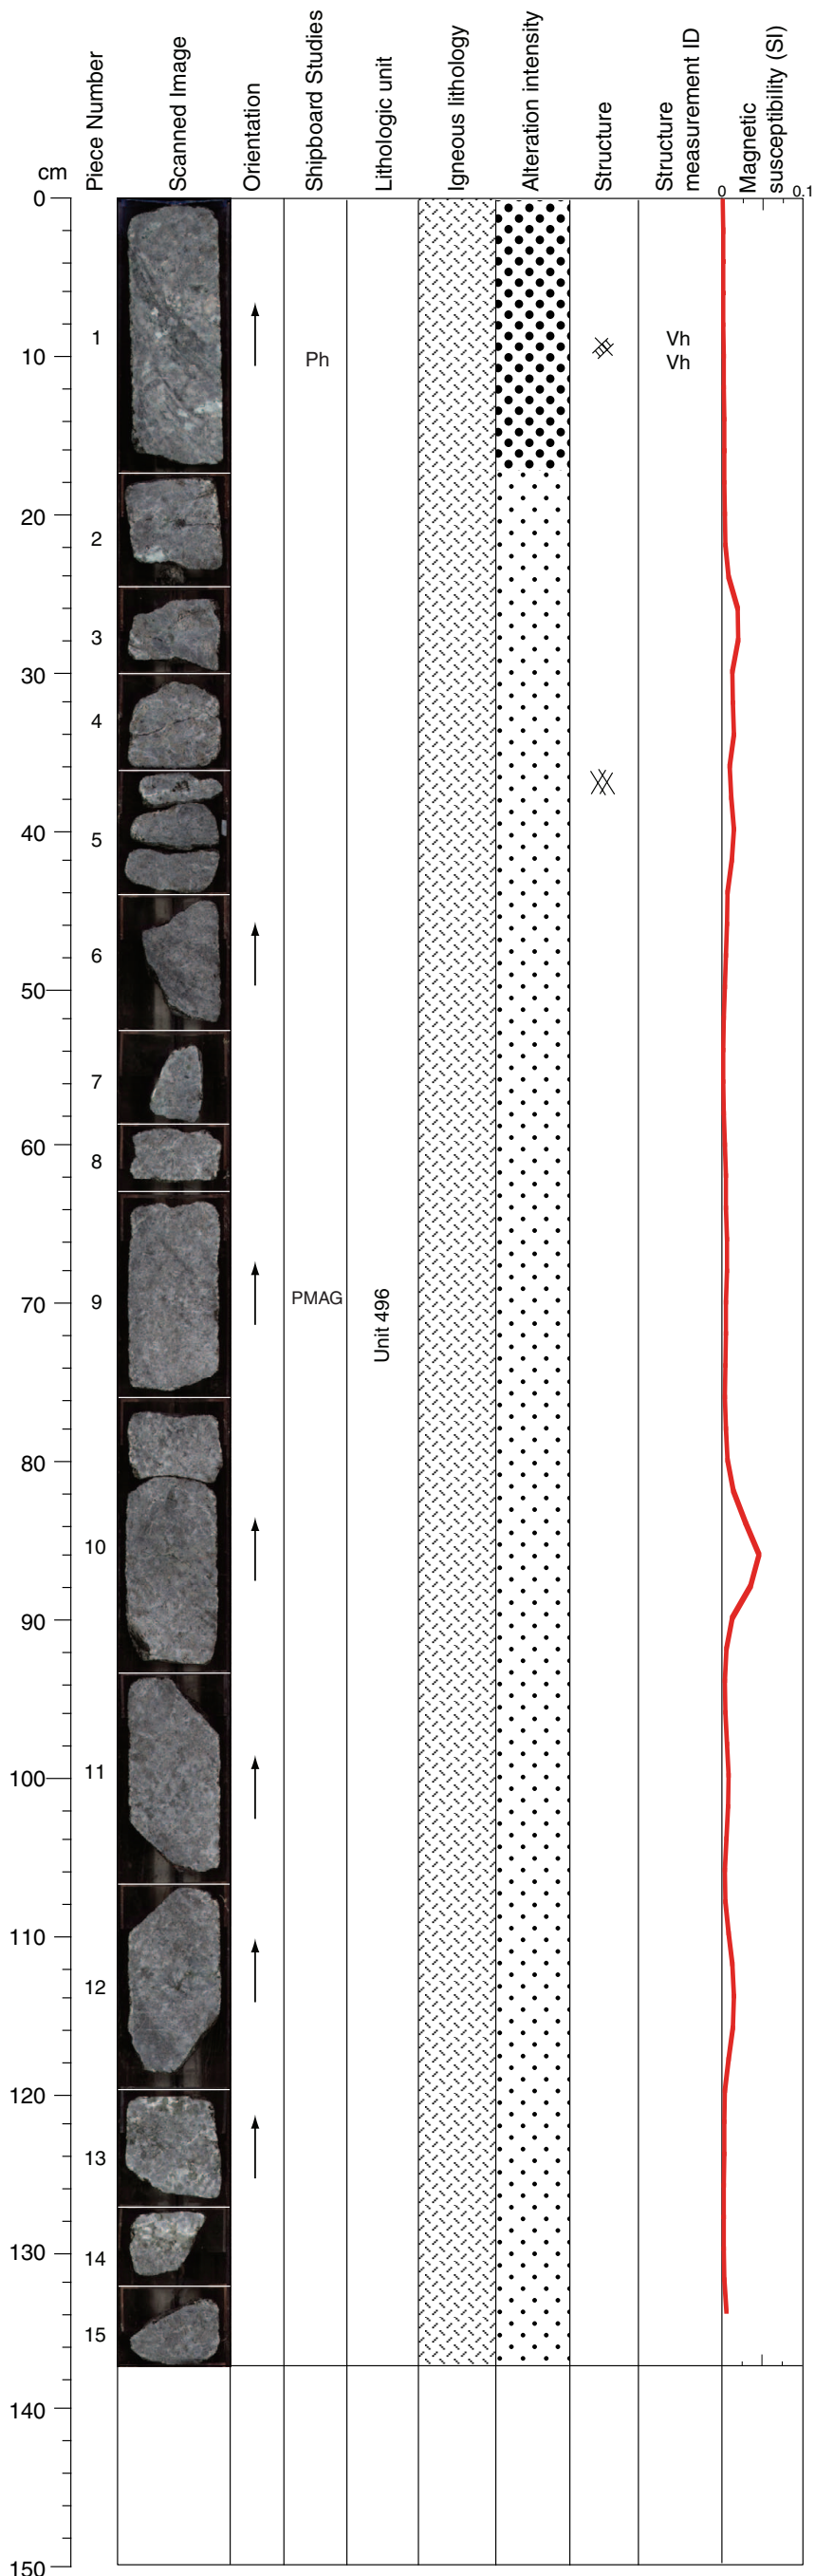 cm
Piece Number
Scanned Image
Orientation
Shipboard Studies
Lithologic unit
Igneous lithology
Alteration intensity
Structure
Structure
measurement ID
Magnetic
susceptibility (SI)
0
0.1
0
10
20
30
40
50
60
70
80
90
100
110
120
130
140
150
1
2
3
4
5
6
7
8
9
10
11
12
13
14
15
Ph
PMAG
Unit 496
Vh
Vh